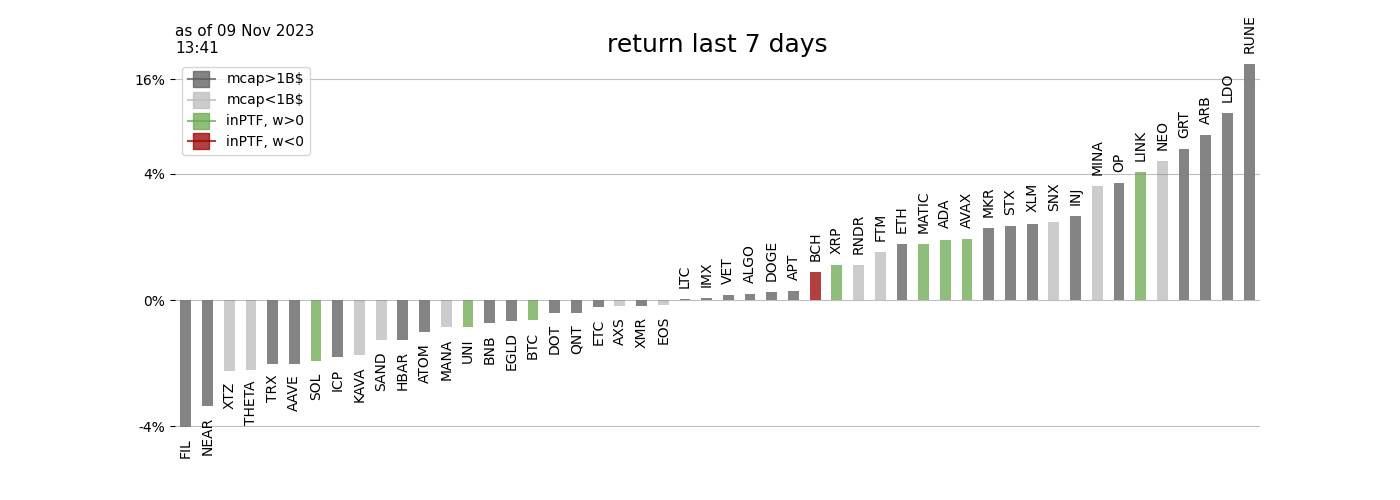 as of 09 Nov 2023
13:41
return last 7 days
mcap>1B$
mcap<1B$
inPTF, w>0
inPTF, w<0
16%
4%
0%
-4%
FIL
NEAR
XTZ
THETA
TRX
AAVE
SOL
ICP
KAVA
SAND
HBAR
ATOM
MANA
UNI
BNB
EGLD
BTC
DOT
QNT
ETC
AXS
XMR
EOS
LTC
IMX
VET
ALGO
DOGE
APT
BCH
XRP
RNDR
FTM
ETH
MATIC
ADA
AVAX
MKR
STX
XLM
SNX
INJ
MINA
OP
LINK
NEO
GRT
ARB
LDO
RUNE